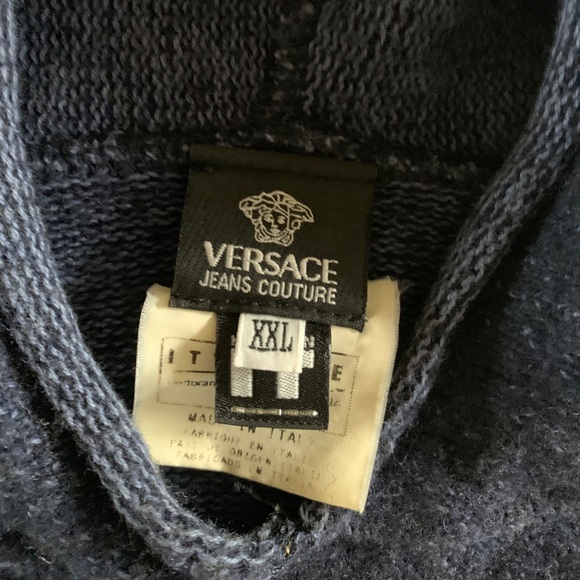 VERSACE
JEANS COUTURE
XXL
MADE IN ITALY
FABRIQUE EN ITALIE
FABRICADO EN ITALIA